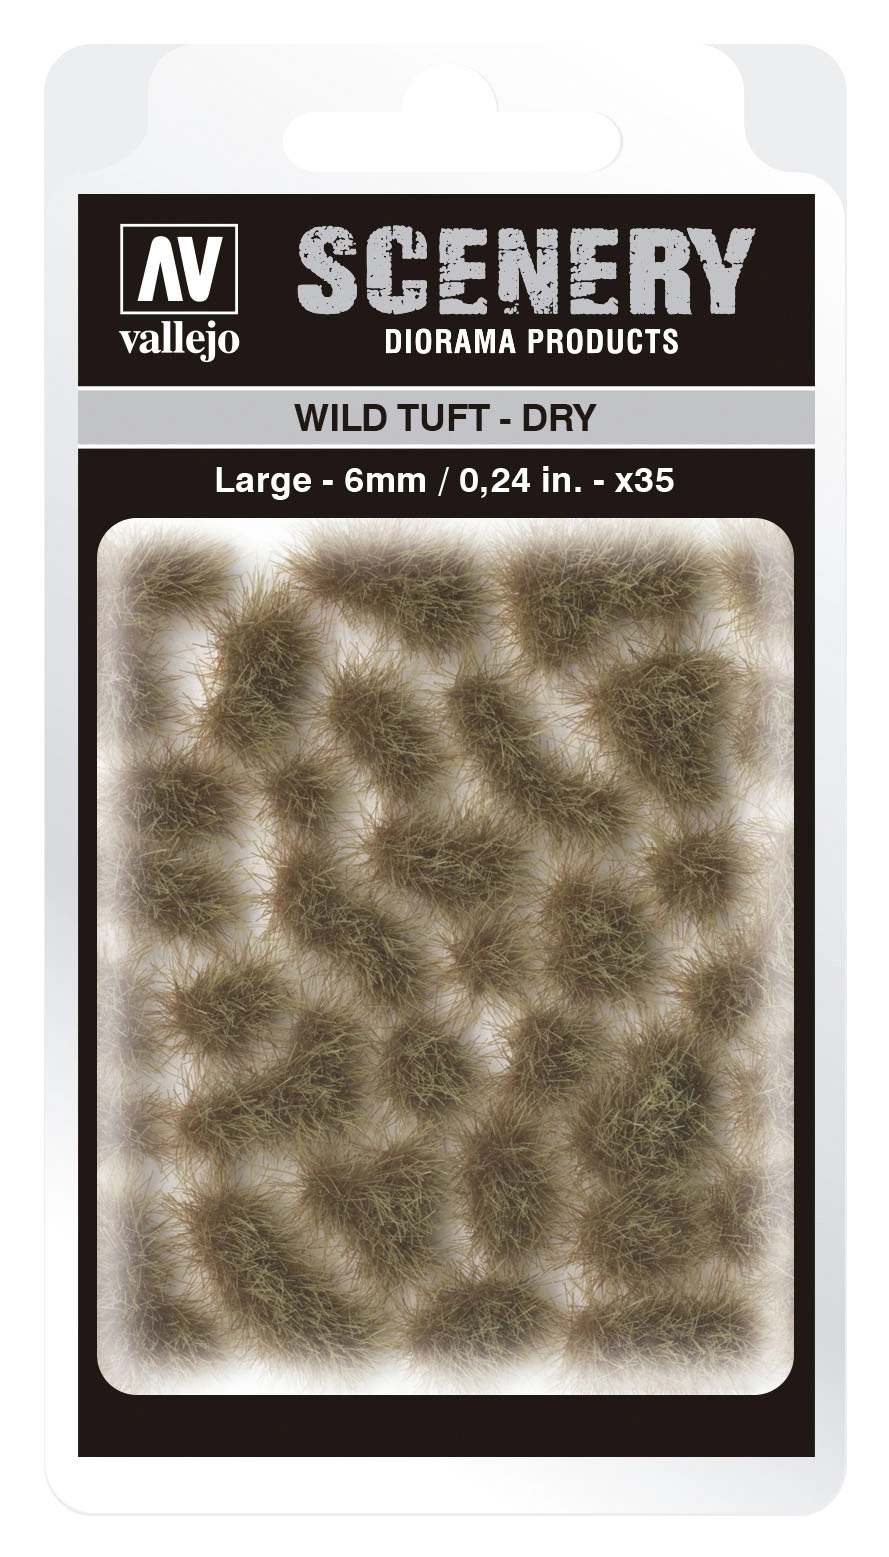 AV
vallejo
SCENERY
DIORAMA PRODUCTS
WILD TUFT - DRY
Large - 6mm / 0,24 in. - x35